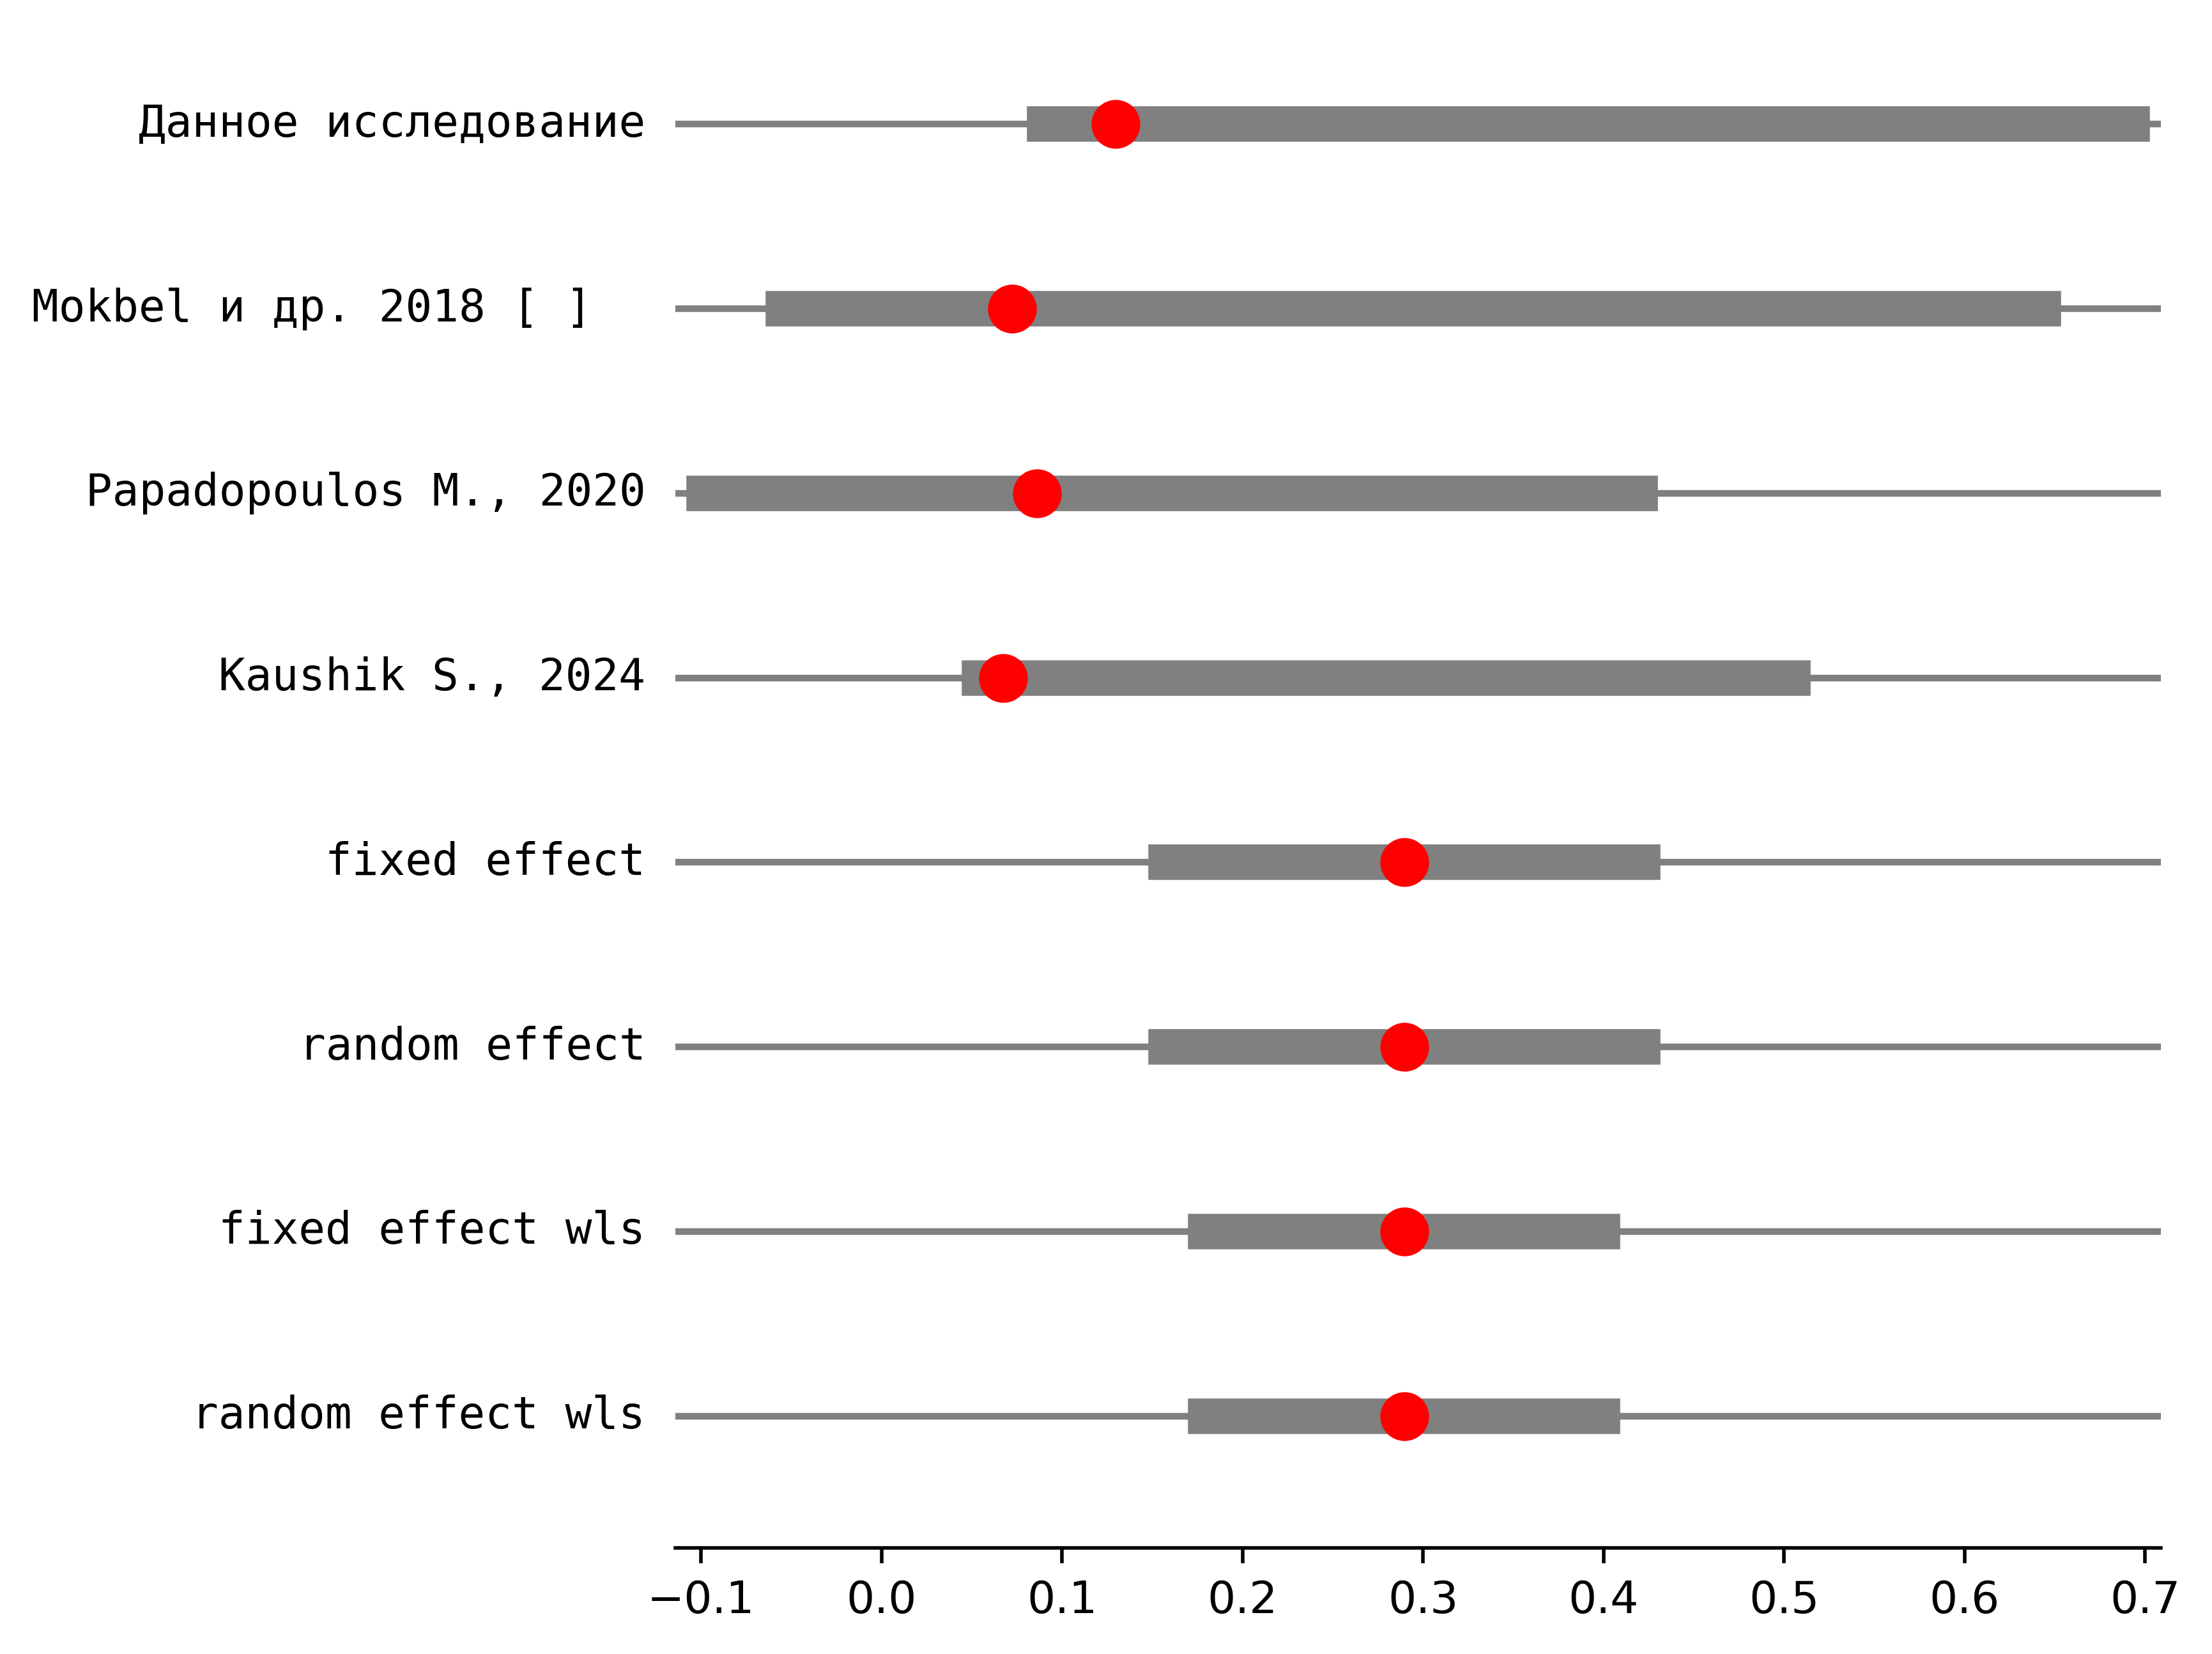 Данное исследование
Mokbel и др. 2018 [ ]
Papadopoulos M., 2020
Kaushik S., 2024
fixed effect
random effect
fixed effect wls
random effect wls
−0.1 0.0 0.1 0.2 0.3 0.4 0.5 0.6 0.7